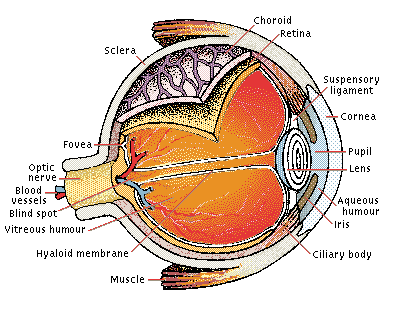 Choroid
Retina
Sclera
Suspensory
ligament
Cornea
Fovea
Pupil
Optic
nerve
Lens
Blood
vessels
Aqueous
humour
Blind spot
Iris
Vitreous humour
Hyaloid membrane
Ciliary body
Muscle